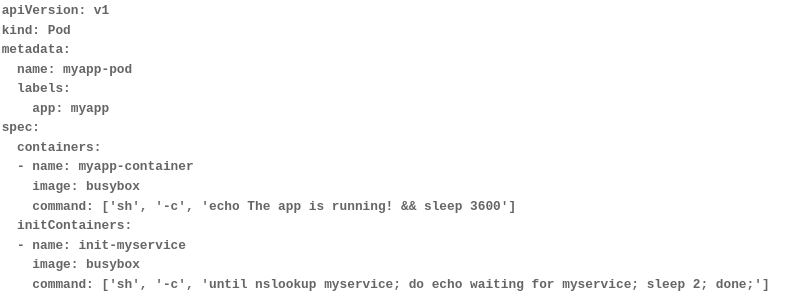 apiVersion: v1
kind: Pod
metadata:
  name: myapp-pod
  labels:
    app: myapp
spec:
  containers:
  - name: myapp-container
    image: busybox
    command: ['sh', '-c', 'echo The app is running! && sleep 3600']
  initContainers:
  - name: init-myservice
    image: busybox
    command: ['sh', '-c', 'until nslookup myservice; do echo waiting for myservice; sleep 2; done;']